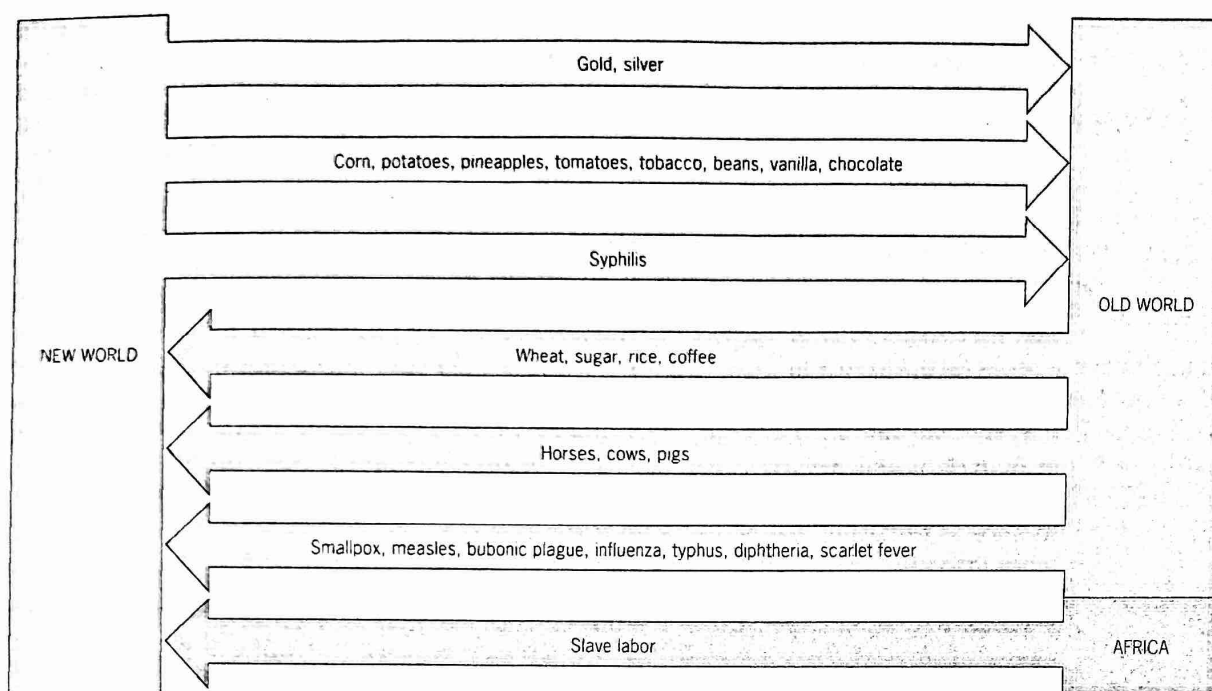 Gold, silver
Corn, potatoes, pineapples, tomatoes, tobacco, beans, vanilla, chocolate
Syphilis
OLD WORLD
NEW WORLD
Wheat, sugar, rice, coffee
Horses, cows, pigs
Smallpox, measles, bubonic plague, influenza, typhus, diphtheria, scarlet fever
Slave labor
AFRICA